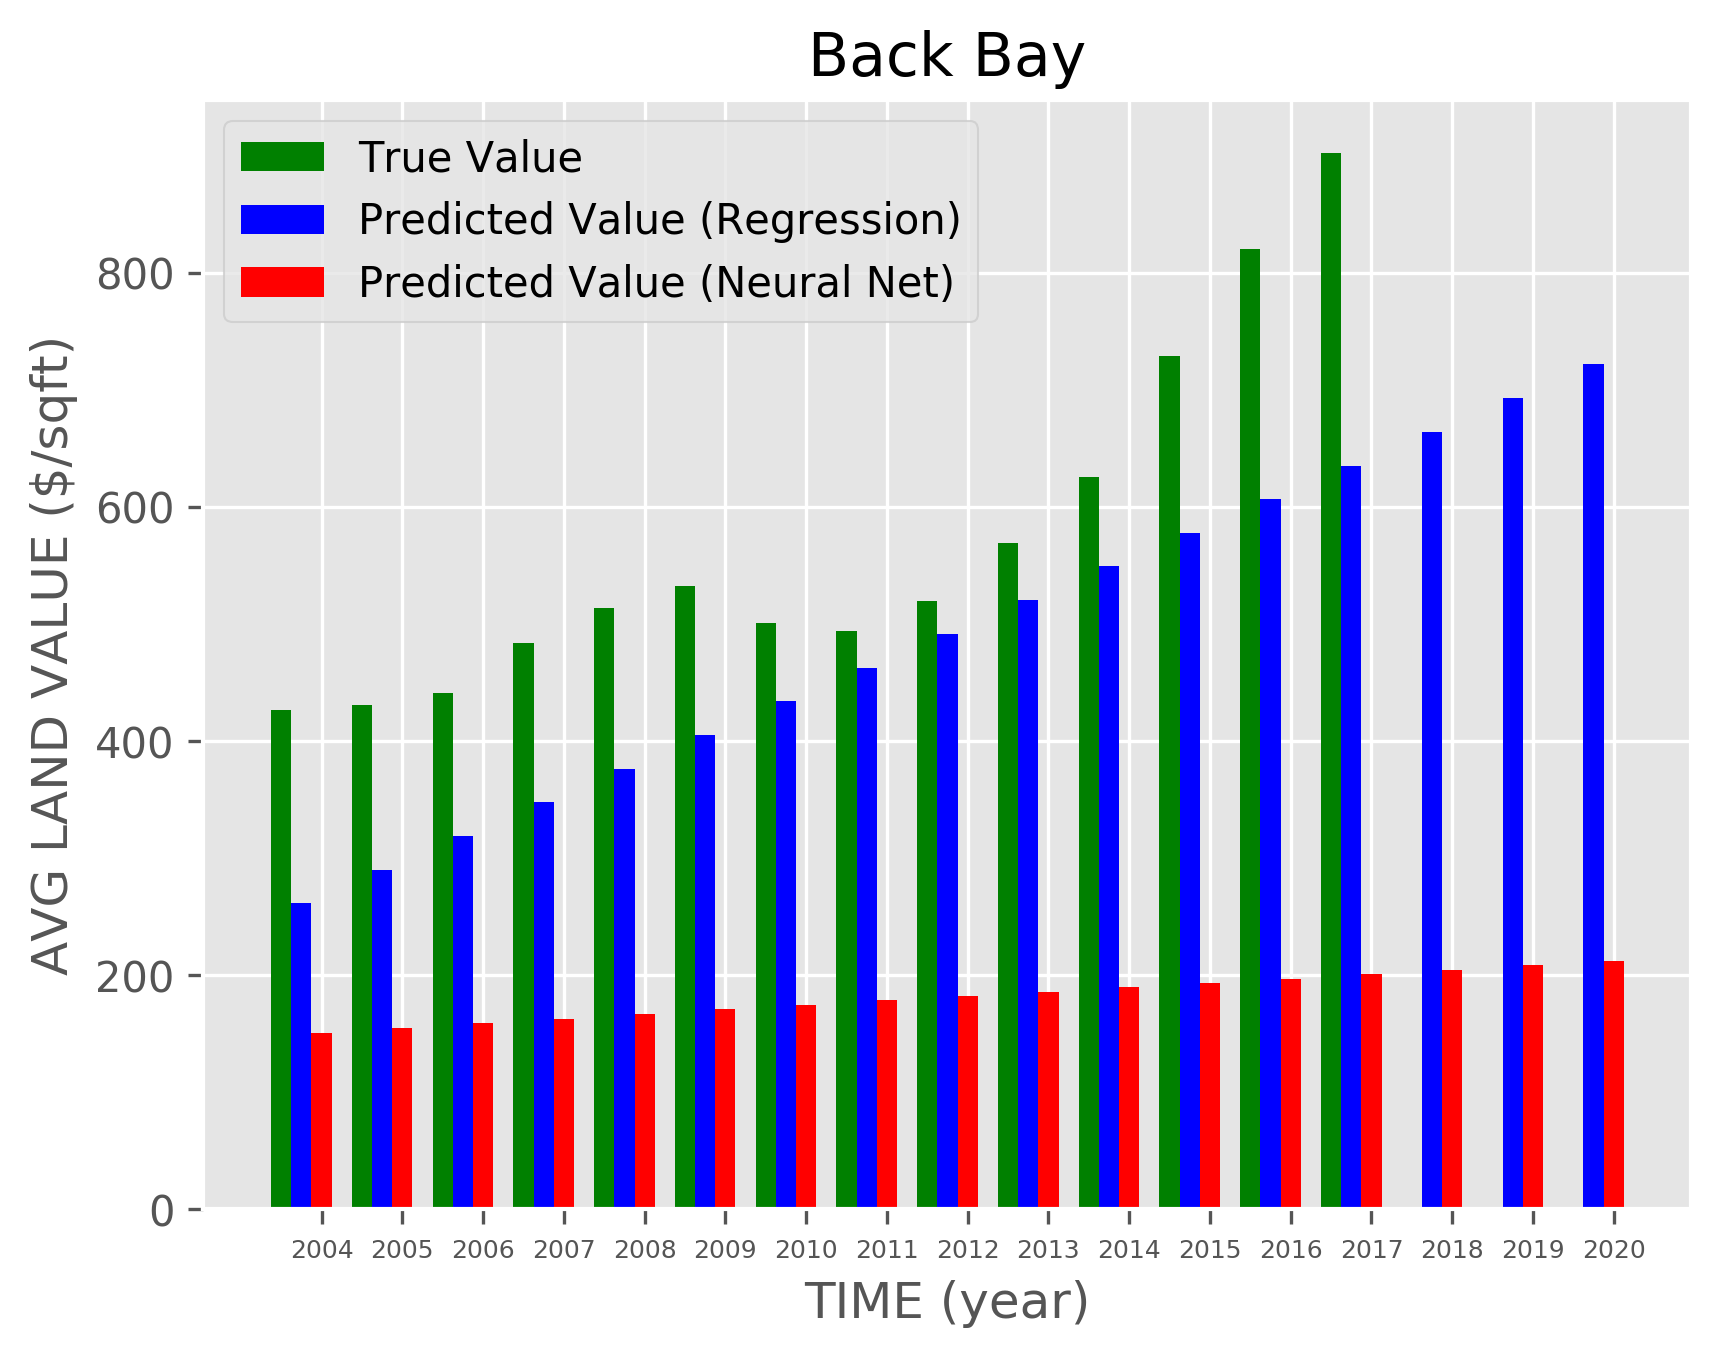 Back Bay
True Value
Predicted Value (Regression)
Predicted Value (Neural Net)
AVG LAND VALUE ($/sqft)
800
600
400
200
0
2004 2005 2006 2007 2008 2009 2010 2011 2012 2013 2014 2015 2016 2017 2018 2019 2020
TIME (year)